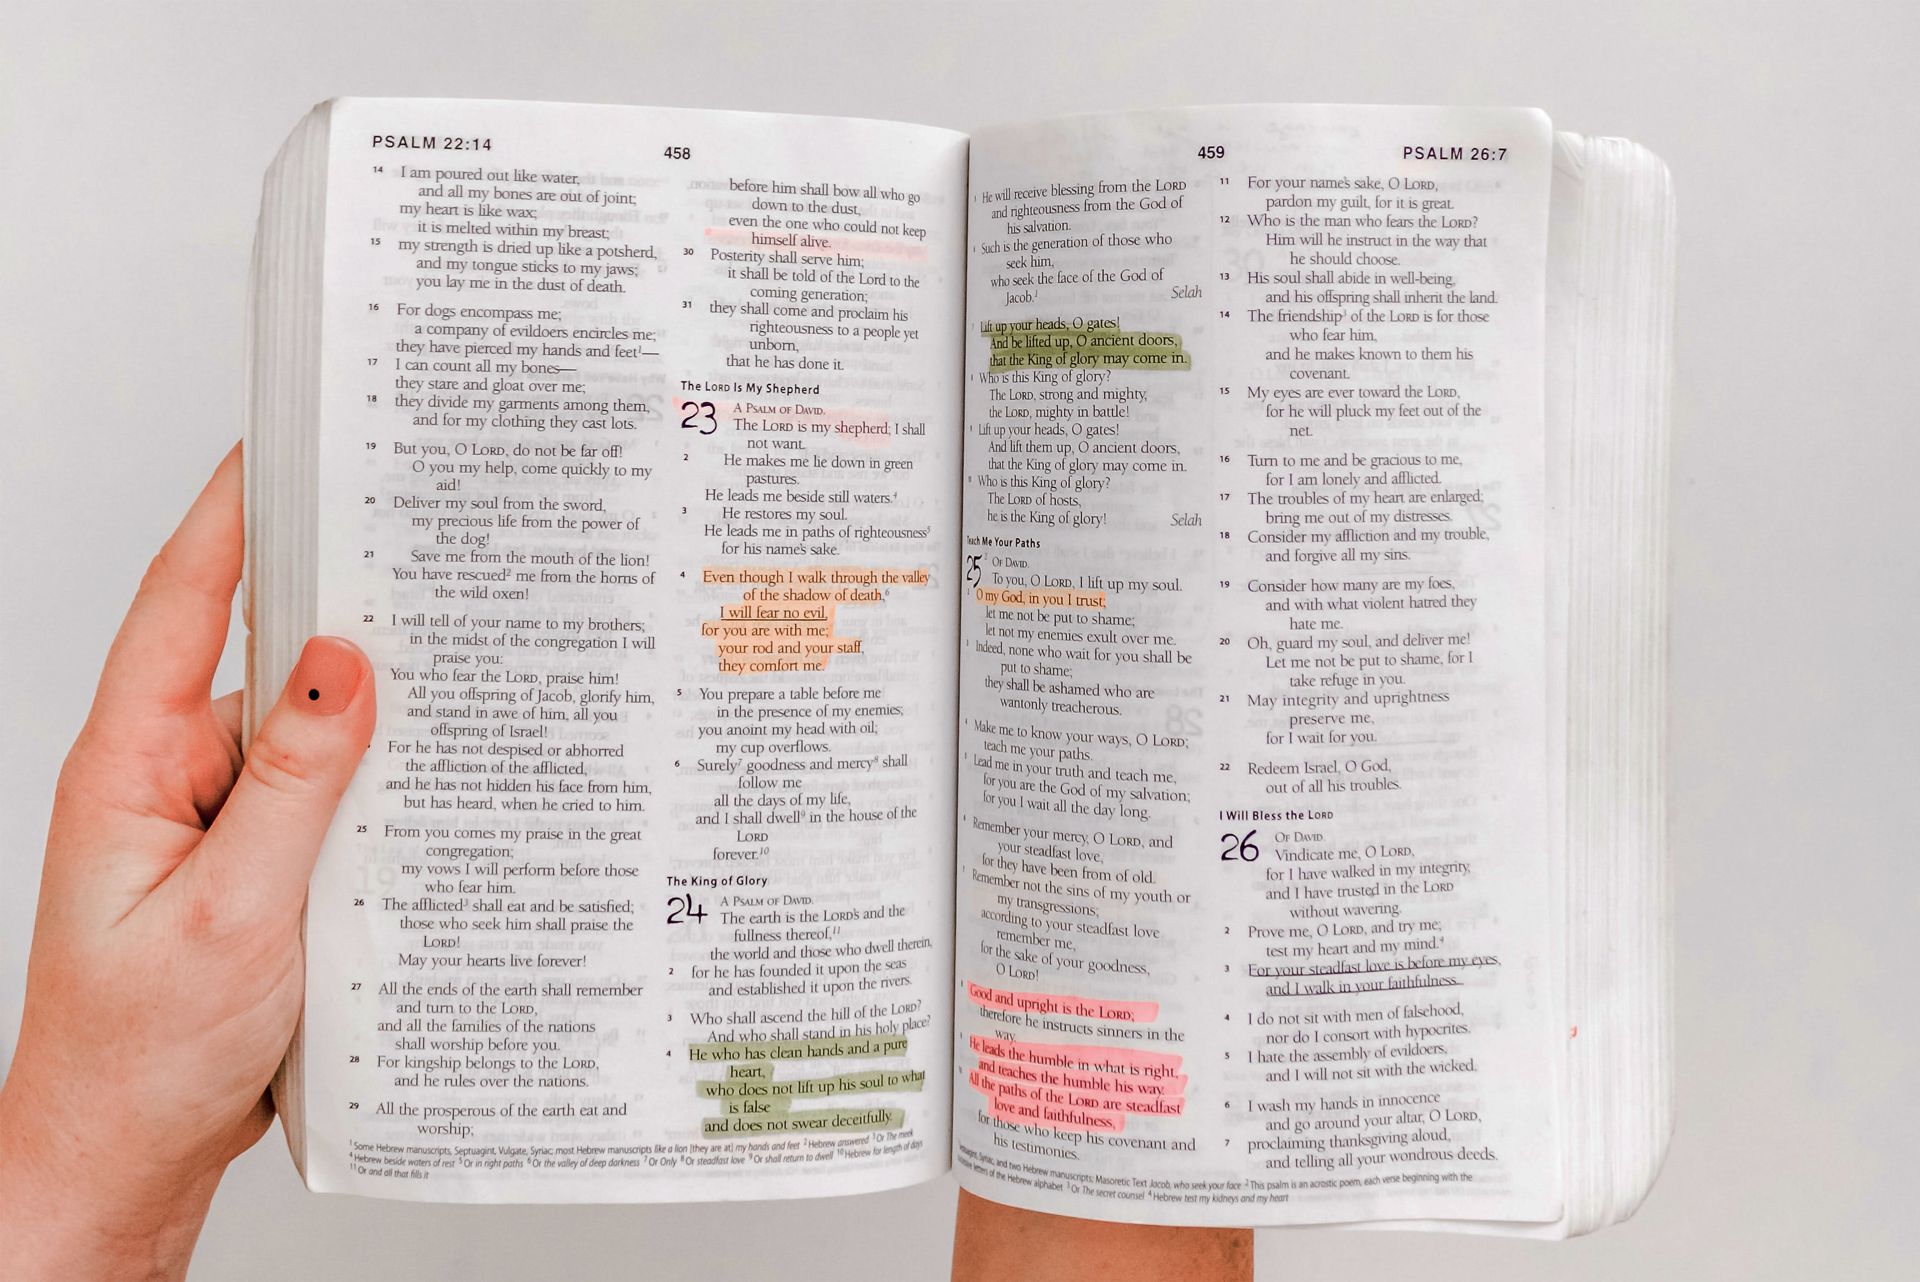 PSALM 22:14
458
14 I am poured out like water,
and all my bones are out of joint;
my heart is like wax;
it is melted within my breast;
15 my strength is dried up like a potsherd,
and my tongue sticks to my jaws;
you lay me in the dust of death.
16 For dogs encompass me;
a company of evildoers encircles me;
they have pierced my hands and feet1—
17 I can count all my bones—
they stare and gloat over me;
18 they divide my garments among them,
and for my clothing they cast lots.
19 But you, O LORD, do not be far off!
O you my help, come quickly to my
aid!
20 Deliver my soul from the sword,
my precious life from the power of
the dog!
21 Save me from the mouth of the lion!
You have rescued2 me from the horns of
the wild oxen!
22 I will tell of your name to my brothers;
in the midst of the congregation I will
praise you:
You who fear the LORD, praise him!
All you offspring of Jacob, glorify him,
and stand in awe of him, all you
offspring of Israel!
For he has not despised or abhorred
the affliction of the afflicted,
and he has not hidden his face from him,
but has heard, when he cried to him.
25 From you comes my praise in the great
congregation;
my vows I will perform before those
who fear him.
26 The afflicted3 shall eat and be satisfied;
those who seek him shall praise the
LORD!
May your hearts live forever!
27 All the ends of the earth shall remember
and turn to the LORD,
and all the families of the nations
shall worship before you.
28 For kingship belongs to the LORD,
and he rules over the nations.
29 All the prosperous of the earth eat and
worship;
before him shall bow all who go
down to the dust,
even the one who could not keep
himself alive.
30 Posterity shall serve him;
it shall be told of the Lord to the
coming generation;
31 they shall come and proclaim his
righteousness to a people yet
unborn,
that he has done it.
The LORD Is My Shepherd
23 A PSALM OF DAVID.
The LORD is my shepherd; I shall
not want.
2 He makes me lie down in green
pastures.
He leads me beside still waters.4
3 He restores my soul.
He leads me in paths of righteousness5
for his name's sake.
4 Even though I walk through the valley
of the shadow of death,6
I will fear no evil,
for you are with me;
your rod and your staff,
they comfort me.
5 You prepare a table before me
in the presence of my enemies;
you anoint my head with oil;
my cup overflows.
6 Surely7 goodness and mercy8 shall
follow me
all the days of my life,
and I shall dwell9 in the house of the
LORD
forever.10
The King of Glory
24 A PSALM OF DAVID.
The earth is the LORD's and the
fullness thereof,11
the world and those who dwell therein,
2 for he has founded it upon the seas
and established it upon the rivers.
3 Who shall ascend the hill of the LORD?
And who shall stand in his holy place?
4 He who has clean hands and a pure
heart,
who does not lift up his soul to what
is false
and does not swear deceitfully.
1 Some Hebrew manuscripts, Septuagint, Vulgate, Syriac; most Hebrew manuscripts like a lion [they are at] my hands and feet 2 Hebrew answered 3 Or The meek
4 Hebrew beside waters of rest 5 Or in right paths 6 Or the valley of deep darkness 7 Or Only 8 Or steadfast love 9 Or shall return to dwell 10 Hebrew for length of days
11 Or and all that fills it
459
PSALM 26:7
He will receive blessing from the LORD
and righteousness from the God of
his salvation.
Such is the generation of those who
seek him,
who seek the face of the God of
Jacob.1 Selah
Lift up your heads, O gates!
And be lifted up, O ancient doors,
that the King of glory may come in.
Who is this King of glory?
The LORD, strong and mighty,
the LORD, mighty in battle!
Lift up your heads, O gates!
And lift them up, O ancient doors,
that the King of glory may come in.
Who is this King of glory?
The LORD of hosts,
he is the King of glory! Selah
Teach Me Your Paths
25 2 OF DAVID.
To you, O LORD, I lift up my soul.
O my God, in you I trust;
let me not be put to shame;
let not my enemies exult over me.
Indeed, none who wait for you shall be
put to shame;
they shall be ashamed who are
wantonly treacherous.
Make me to know your ways, O LORD;
teach me your paths.
Lead me in your truth and teach me,
for you are the God of my salvation;
for you I wait all the day long.
Remember your mercy, O LORD, and
your steadfast love,
for they have been from of old.
Remember not the sins of my youth or
my transgressions;
according to your steadfast love
remember me,
for the sake of your goodness,
O LORD!
Good and upright is the LORD;
therefore he instructs sinners in the
way.
He leads the humble in what is right,
and teaches the humble his way.
All the paths of the LORD are steadfast
love and faithfulness,
for those who keep his covenant and
his testimonies.
11 For your name's sake, O LORD,
pardon my guilt, for it is great.
12 Who is the man who fears the LORD?
Him will he instruct in the way that
he should choose.
13 His soul shall abide in well-being,
and his offspring shall inherit the land.
14 The friendship3 of the LORD is for those
who fear him,
and he makes known to them his
covenant.
15 My eyes are ever toward the LORD,
for he will pluck my feet out of the
net.
16 Turn to me and be gracious to me,
for I am lonely and afflicted.
17 The troubles of my heart are enlarged;
bring me out of my distresses.
18 Consider my affliction and my trouble,
and forgive all my sins.
19 Consider how many are my foes,
and with what violent hatred they
hate me.
20 Oh, guard my soul, and deliver me!
Let me not be put to shame, for I
take refuge in you.
21 May integrity and uprightness
preserve me,
for I wait for you.
22 Redeem Israel, O God,
out of all his troubles.
I Will Bless the LORD
26 OF DAVID.
Vindicate me, O LORD,
for I have walked in my integrity,
and I have trusted in the LORD
without wavering.
2 Prove me, O LORD, and try me;
test my heart and my mind.4
3 For your steadfast love is before my eyes,
and I walk in your faithfulness.
4 I do not sit with men of falsehood,
nor do I consort with hypocrites.
5 I hate the assembly of evildoers,
and I will not sit with the wicked.
6 I wash my hands in innocence
and go around your altar, O LORD,
7 proclaiming thanksgiving aloud,
and telling all your wondrous deeds.
Syriac, and two Hebrew manuscripts; Masoretic Text Jacob, who seek your face 2 This psalm is an acrostic poem, each verse beginning with the
letters of the Hebrew alphabet 3 Or The secret counsel 4 Hebrew test my kidneys and my heart